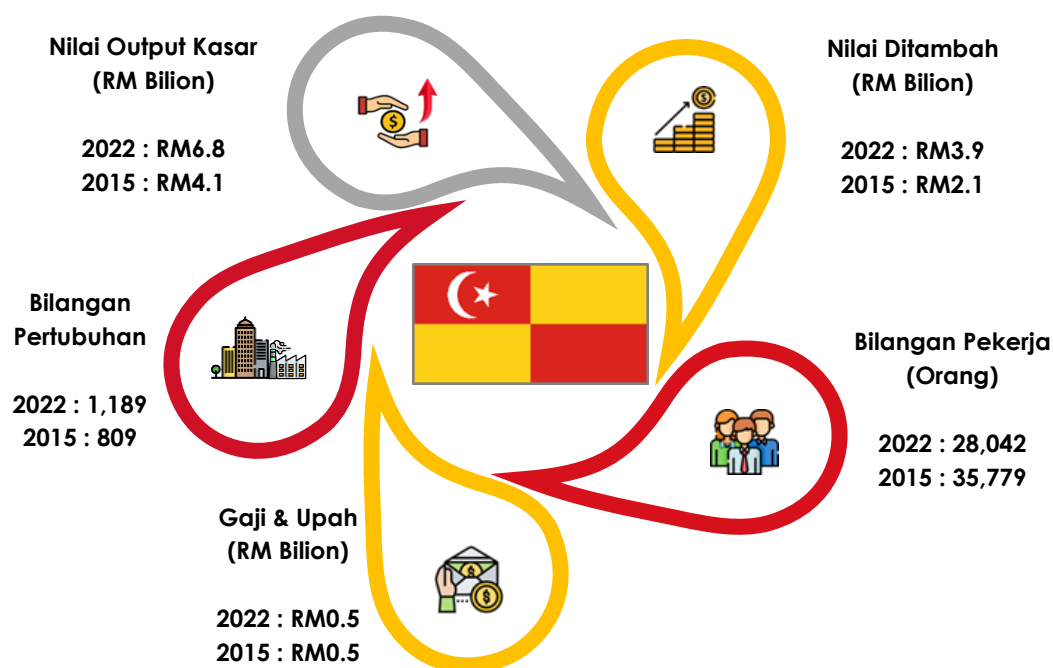 Nilai Output Kasar
(RM Bilion)
2022 : RM6.8
2015 : RM4.1
Nilai Ditambah
(RM Bilion)
2022 : RM3.9
2015 : RM2.1
Bilangan
Pertubuhan
2022 : 1,189
2015 : 809
Bilangan Pekerja
(Orang)
2022 : 28,042
2015 : 35,779
Gaji & Upah
(RM Bilion)
2022 : RM0.5
2015 : RM0.5